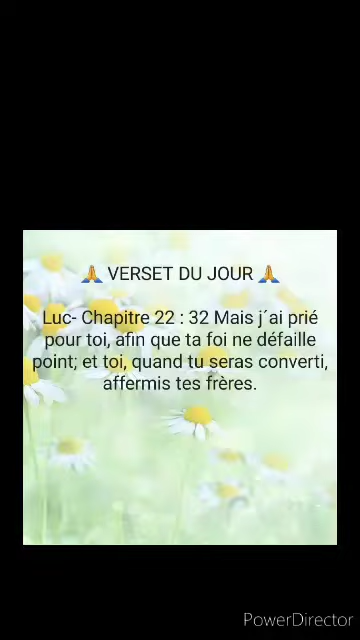 🙏 VERSET DU JOUR 🙏
Luc- Chapitre 22 : 32 Mais j´ai prié
pour toi, afin que ta foi ne défaille
point; et toi, quand tu seras converti,
affermis tes frères.
PowerDirector